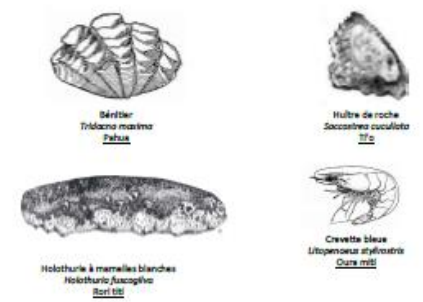 Bénitier
Tridacna maxima
Pahua
Huître de roche
Saccostrea cucullata
Ti'o
Holothurie à mamelles blanches
Holothuria fuscogilva
Rori titi
Crevette bleue
Litopenaeus stylirostris
Oura miti